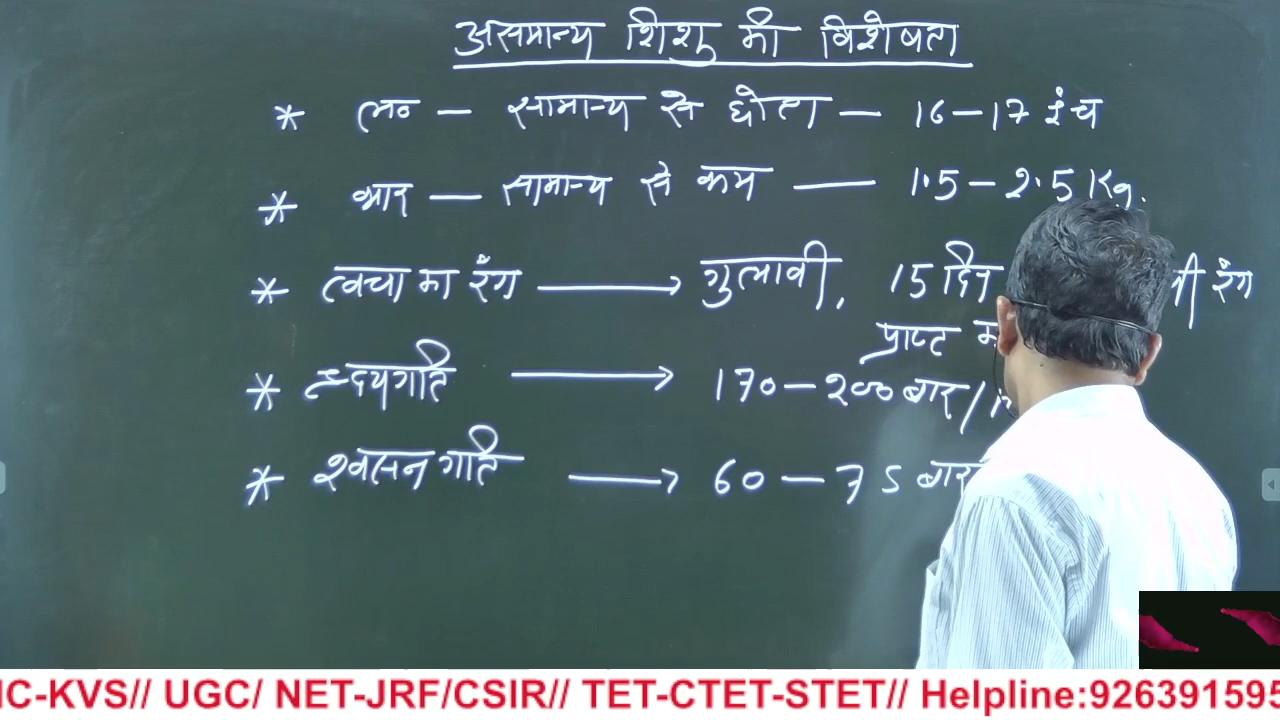 असमान्य शिशु की विशेषता
* लं० — सामान्य से छोटा — 16-17 इंच
* भार — सामान्य से कम — 1.5 - 2.5 Kg.
* त्वचा का रंग → गुलाबी, 15 दिन रंग
प्राप्त
* हृदयगति → 170-200 बार/
* श्वसन गति → 60 - 75 बार
IC-KVS// UGC/ NET-JRF/CSIR// TET-CTET-STET// Helpline:926391595